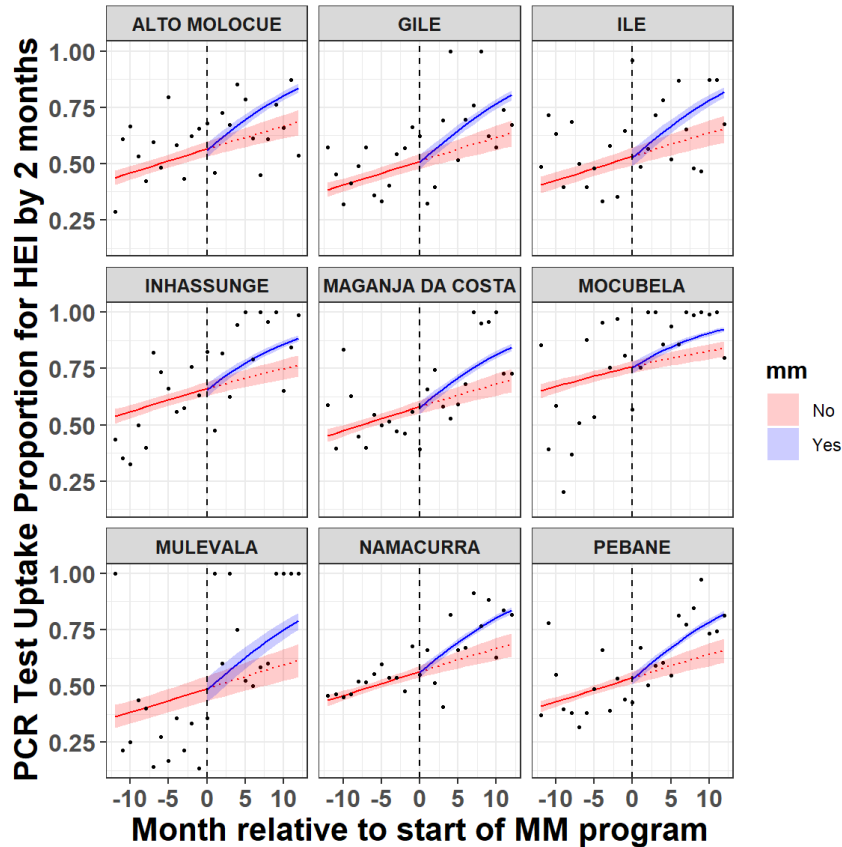 PCR Test Uptake Proportion for HEI by 2 months
ALTO MOLOCUE GILE ILE
1.00
0.75
0.50
0.25
INHASSUNGE MAGANJA DA COSTA MOCUBELA
1.00
0.75
0.50
0.25
MULEVALA NAMACURRA PEBANE
1.00
0.75
0.50
0.25
-10 -5 0 5 10 -10 -5 0 5 10 -10 -5 0 5 10
Month relative to start of MM program
mm
No
Yes